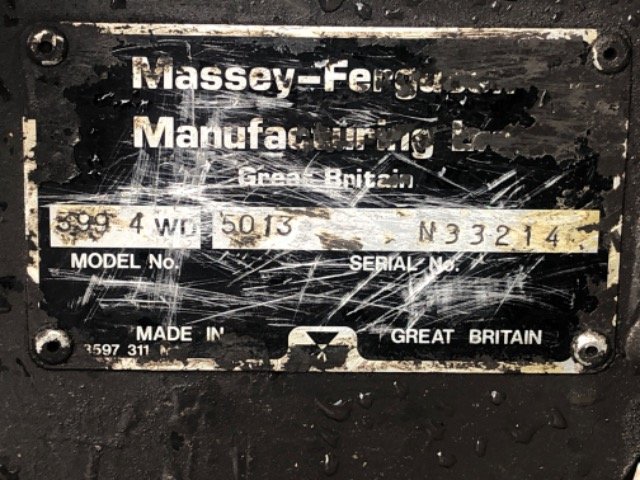 Massey-Ferguson
Manufacturing
Great Britain
599 4 WD 5013 N33214
MODEL No. SERIAL No.
MADE IN GREAT BRITAIN
3597 311